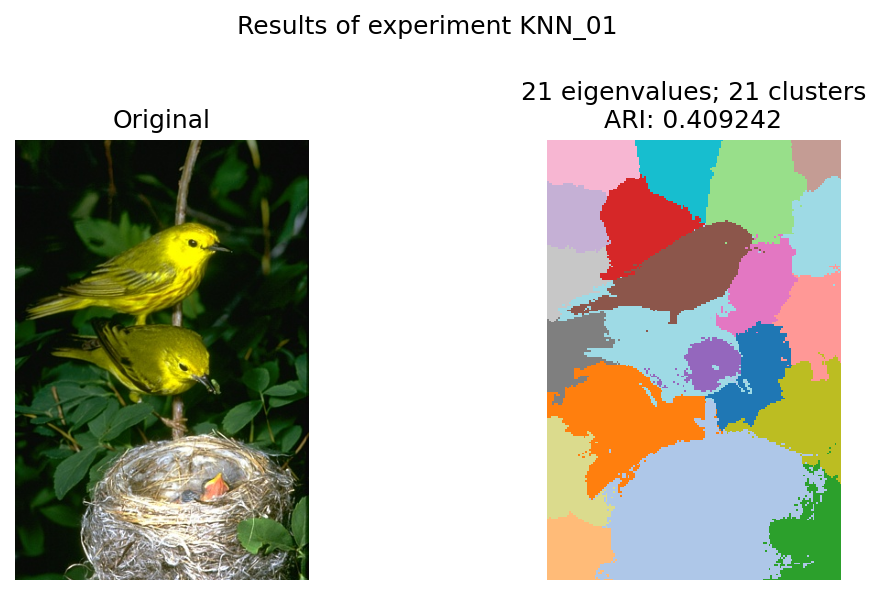 Results of experiment KNN_01
Original
21 eigenvalues; 21 clusters
ARI: 0.409242